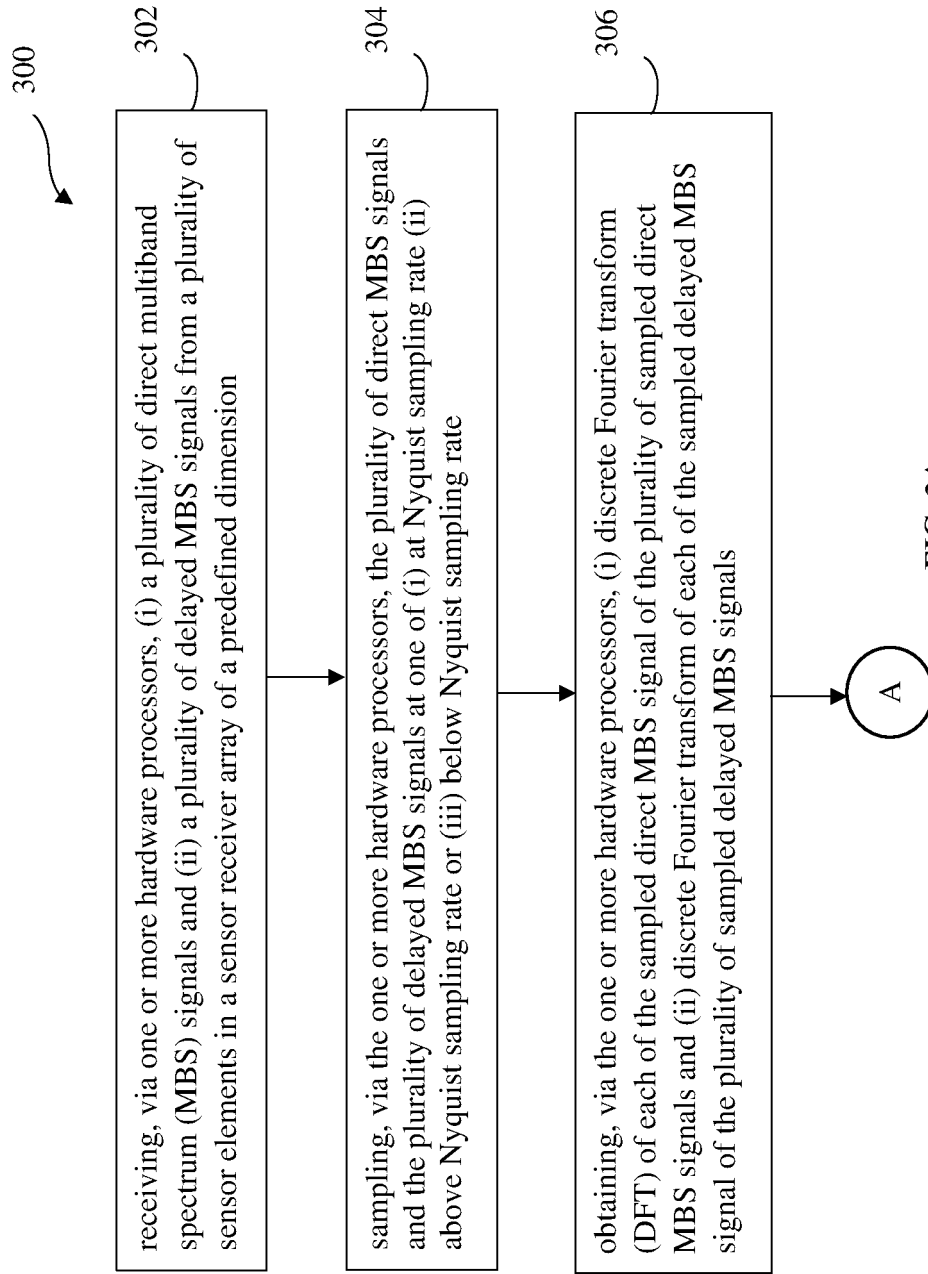 300
302
receiving, via one or more hardware processors, (i) a plurality of direct multiband
spectrum (MBS) signals and (ii) a plurality of delayed MBS signals from a plurality of
sensor elements in a sensor receiver array of a predefined dimension
304
sampling, via the one or more hardware processors, the plurality of direct MBS signals
and the plurality of delayed MBS signals at one of (i) at Nyquist sampling rate (ii)
above Nyquist sampling rate or (iii) below Nyquist sampling rate
306
obtaining, via the one or more hardware processors, (i) discrete Fourier transform
(DFT) of each of the sampled direct MBS signal of the plurality of sampled direct
MBS signals and (ii) discrete Fourier transform of each of the sampled delayed MBS
signal of the plurality of sampled delayed MBS signals
A